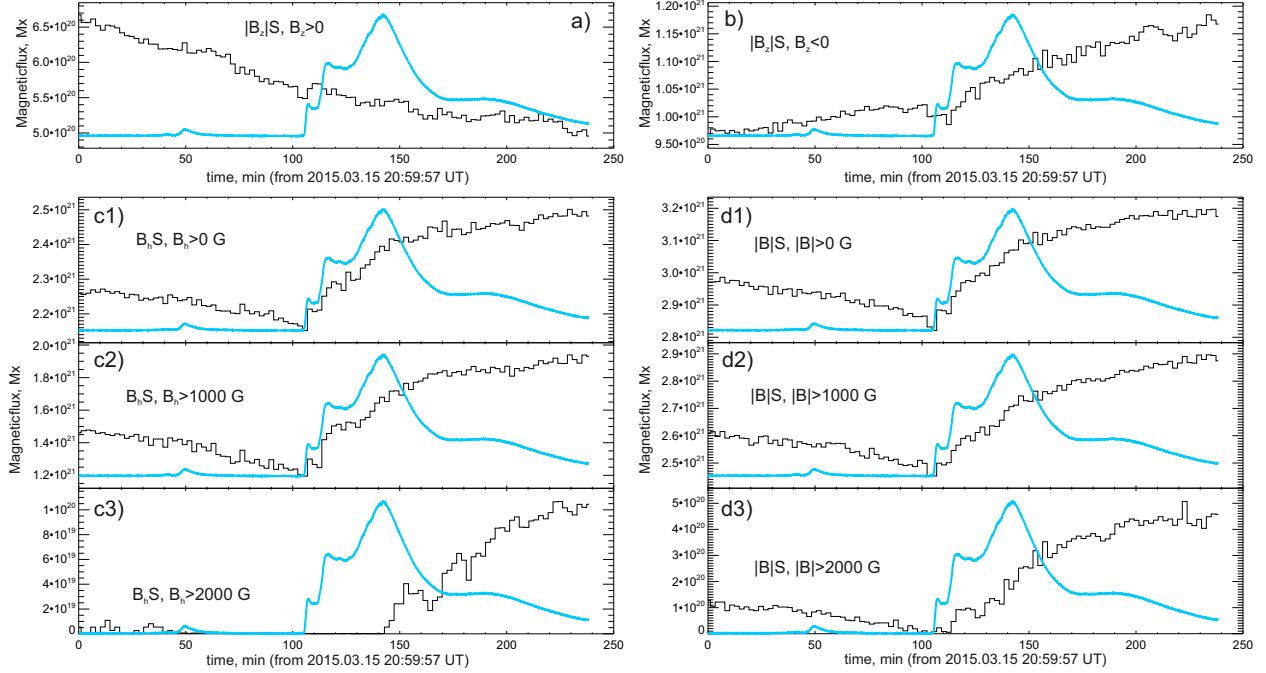 Magneticflux, Mx
6.5•10²⁰
6.0•10²⁰
5.5•10²⁰
5.0•10²⁰
|B_z|S, B_z>0
a)
0 50 100 150 200 250
time, min (from 2015.03.15 20:59:57 UT)
Magneticflux, Mx
1.20•10²¹
1.15•10²¹
1.10•10²¹
1.05•10²¹
1.00•10²¹
9.50•10²⁰
b)
|B_z|S, B_z<0
0 50 100 150 200 250
time, min (from 2015.03.15 20:59:57 UT)
Magneticflux, Mx
2.5•10²¹
2.4•10²¹
2.3•10²¹
2.2•10²¹
c1)
B_hS, B_h>0 G
2.0•10²¹
1.8•10²¹
1.6•10²¹
1.4•10²¹
1.2•10²¹
c2)
B_hS, B_h>1000 G
1•10²⁰
8•10¹⁹
6•10¹⁹
4•10¹⁹
2•10¹⁹
0
c3)
B_hS, B_h>2000 G
0 50 100 150 200 250
time, min (from 2015.03.15 20:59:57 UT)
Magneticflux, Mx
3.2•10²¹
3.1•10²¹
3.0•10²¹
2.9•10²¹
2.8•10²¹
d1)
|B|S, |B|>0 G
2.9•10²¹
2.8•10²¹
2.7•10²¹
2.6•10²¹
2.5•10²¹
d2)
|B|S, |B|>1000 G
5•10²⁰
4•10²⁰
3•10²⁰
2•10²⁰
1•10²⁰
0
d3)
|B|S, |B|>2000 G
0 50 100 150 200 250
time, min (from 2015.03.15 20:59:57 UT)